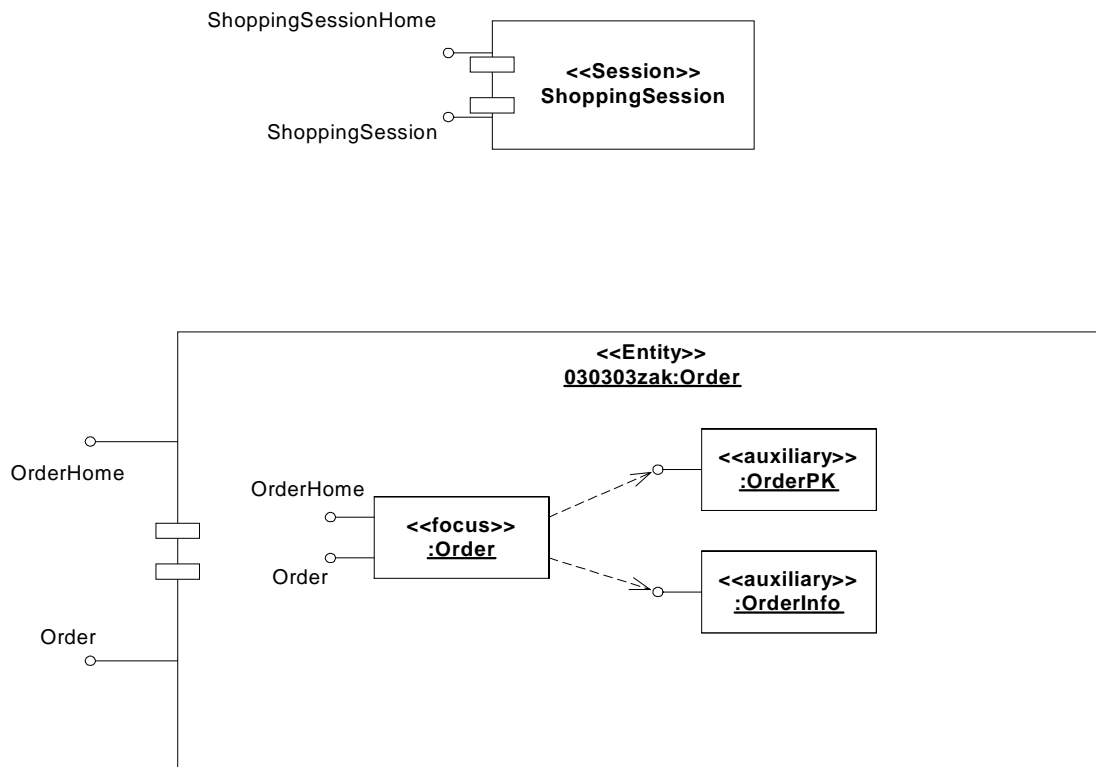 ShoppingSessionHome
<<Session>>
ShoppingSession
ShoppingSession
<<Entity>>
030303zak:Order
OrderHome
OrderHome
<<focus>>
:Order
Order
<<auxiliary>>
:OrderPK
<<auxiliary>>
:OrderInfo
Order